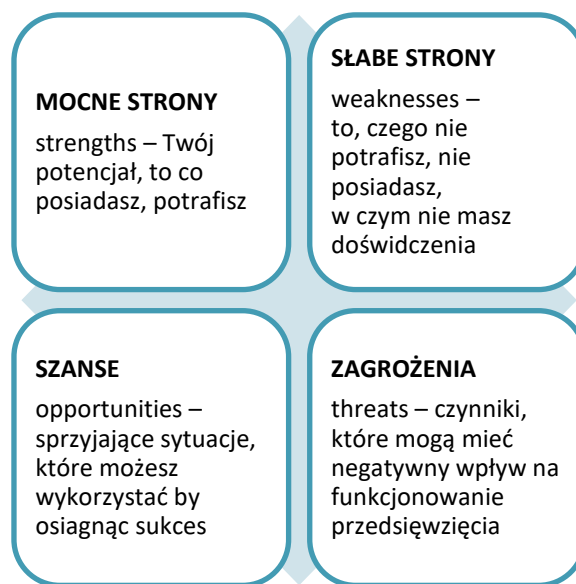 MOCNE STRONY
strengths – Twój
potencjał, to co
posiadasz, potrafisz
SŁABE STRONY
weaknesses –
to, czego nie
potrafisz, nie
posiadasz,
w czym nie masz
doświdczenia
SZANSE
opportunities –
sprzyjające sytuacje,
które możesz
wykorzystać by
osiagnąc sukces
ZAGROŻENIA
threats – czynniki,
które mogą mieć
negatywny wpływ na
funkcjonowanie
przedsięwzięcia